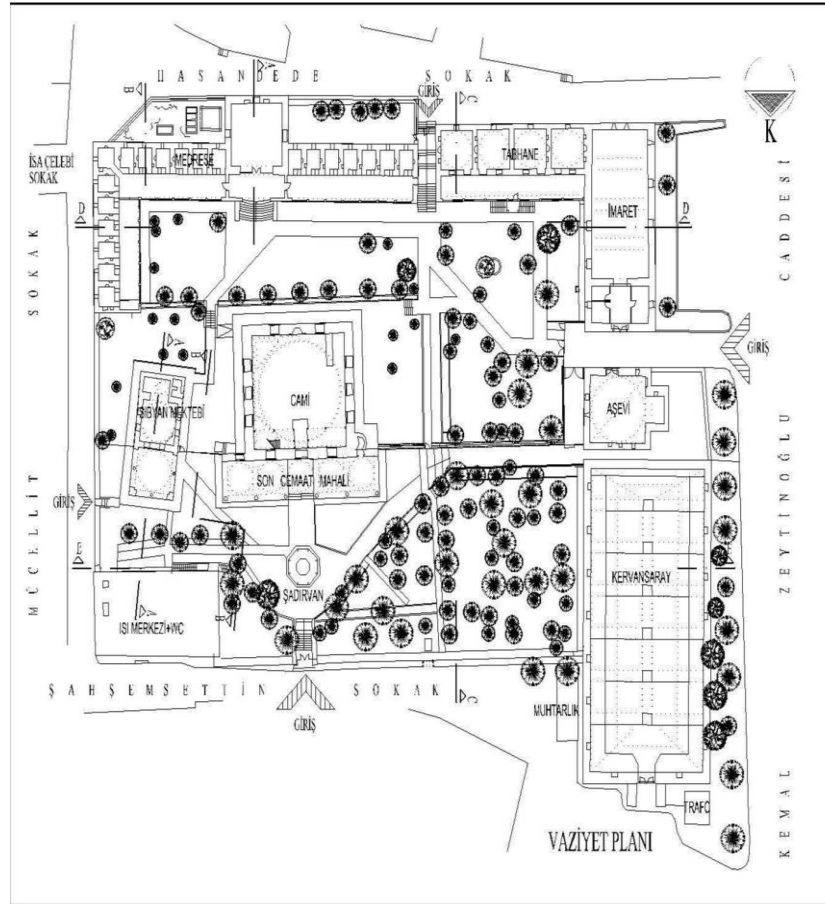 HASANDEDE SOKAK
B
A
GİRİŞ
C
K
İSA ÇELEBİ
SOKAK
MEDRESE
TABHANE
İMARET
D
D
CADDESİ
SOKAK
GİRİŞ
CAMİ
SIBYAN MEKTEBİ
AŞEVİ
SON CEMAAT MAHALİ
MÜCELLİT
GİRİŞ
ZEYTİNOĞLU
E
KERVANSARAY
ŞADIRVAN
ISI MERKEZİ+WC
ŞAHŞEMSETTİN SOKAK
C
GİRİŞ
MUHTARLIK
TRAFO
VAZİYET PLANI
KEMAL